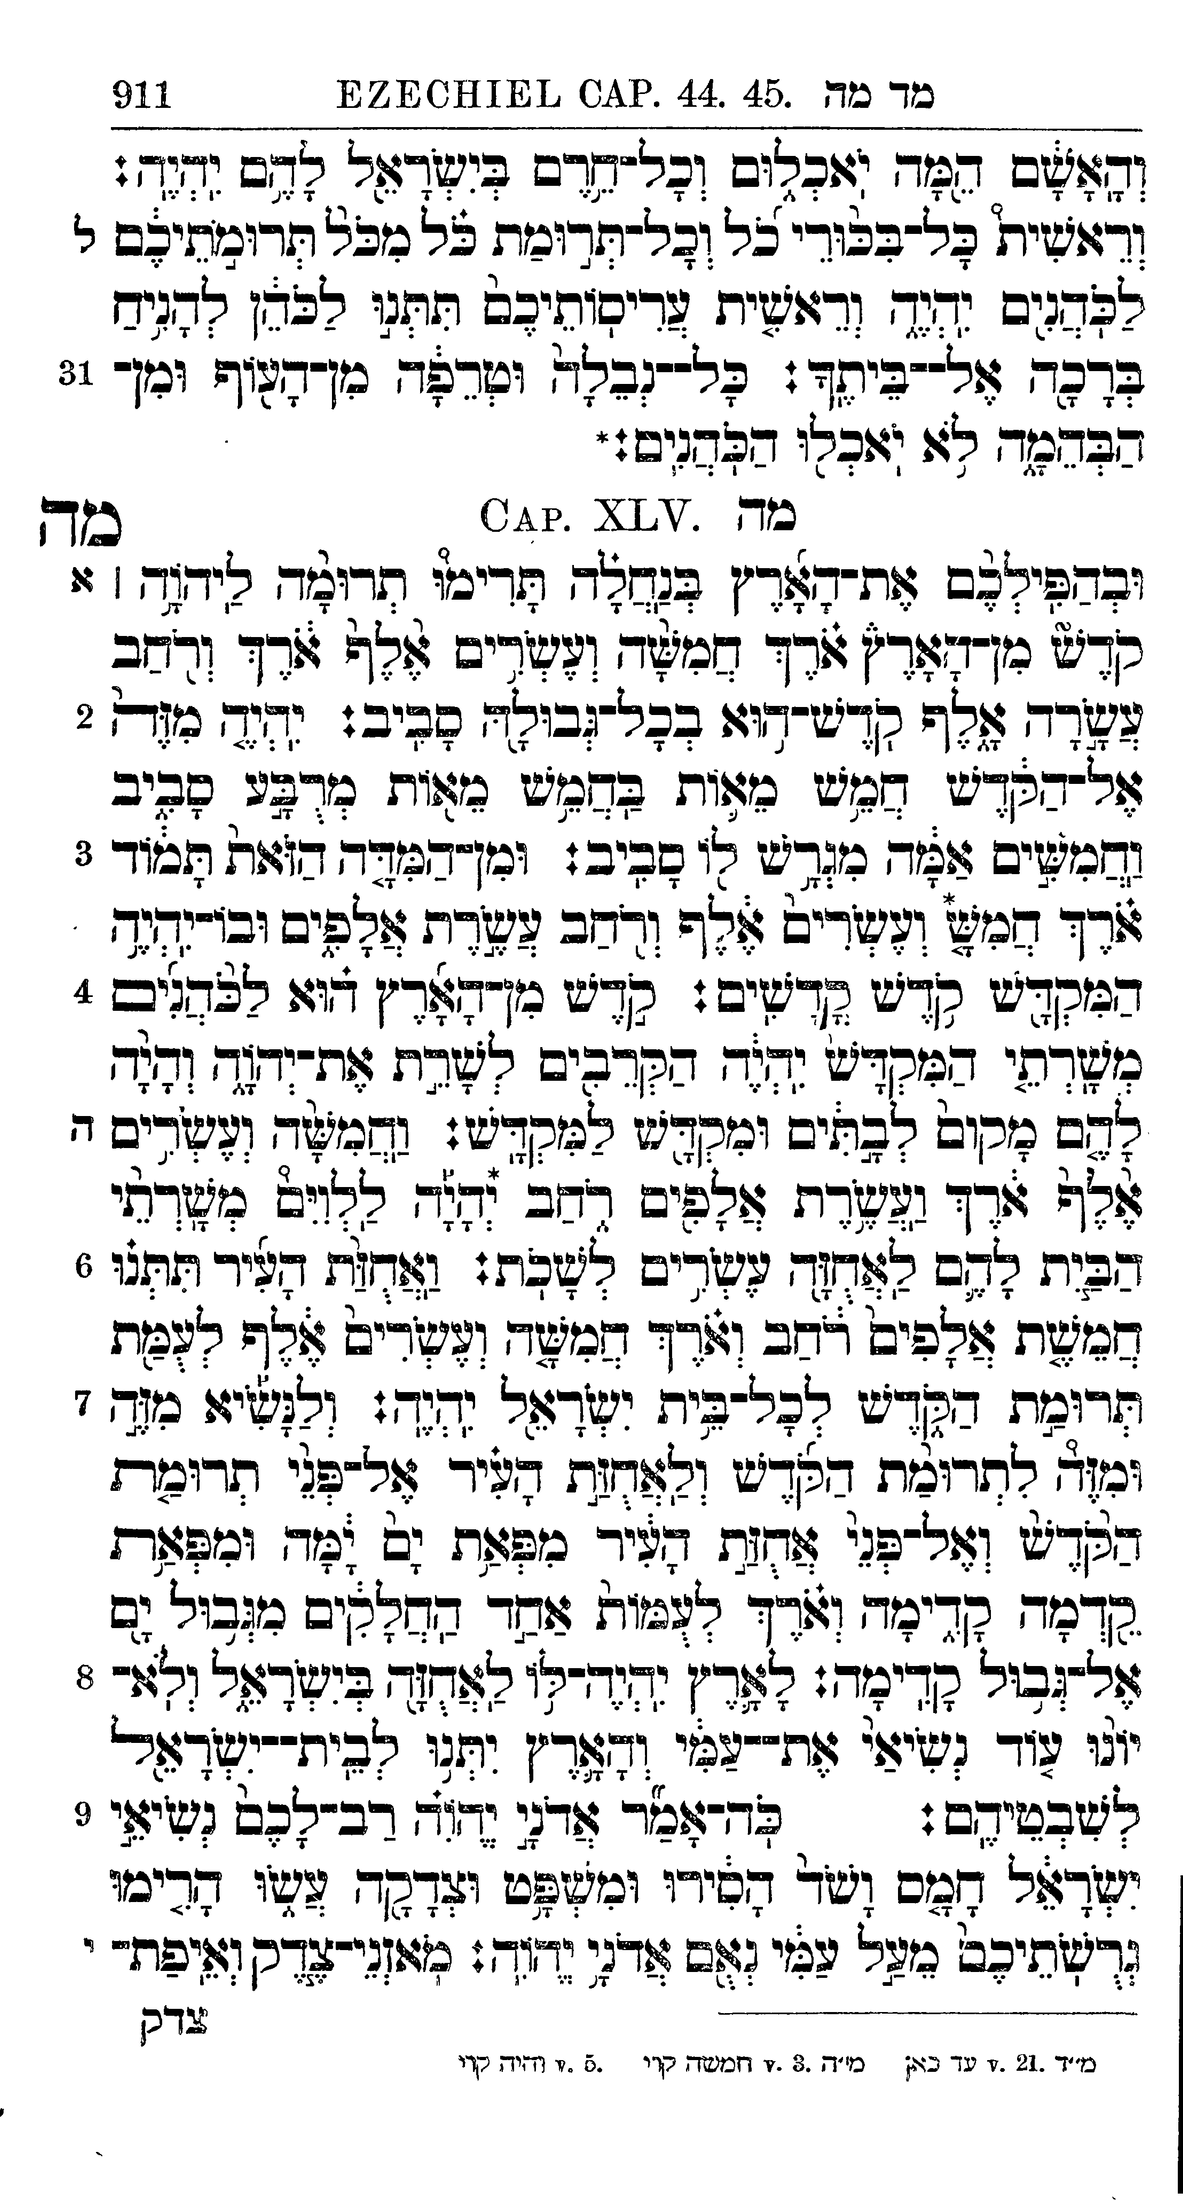 911 EZECHIEL CAP. 44. 45. מד מה
וְהָאָשָׁם הֵמָּה יֹאכְלוּם וְכָל־חֵרֶם בְּיִשְׂרָאֵל לָהֶם יִהְיֶה׃
ל וְרֵאשִׁית כָּל־בִּכּוּרֵי כֹל וְכָל־תְּרוּמַת כֹּל מִכֹּל תְּרוּמֹתֵיכֶם
לַכֹּהֲנִים יִהְיֶה וְרֵאשִׁית עֲרִיסוֹתֵיכֶם תִּתְּנוּ לַכֹּהֵן לְהָנִיחַ
31 בְּרָכָה אֶל־־בֵּיתֶךָ׃ כָּל־־נְבֵלָה וּטְרֵפָה מִן־הָעוֹף וּמִן־
הַבְּהֵמָה לֹא יֹאכְלוּ הַכֹּהֲנִים׃*
מה CAP. XLV. מה
א וּבְהַפִּילְכֶם אֶת־הָאָרֶץ בְּנַחֲלָה תָּרִימוּ תְרוּמָה לַיהוָֹה ׀
קֹדֶשׁ מִן־הָאָרֶץ אֹרֶךְ חֲמִשָּׁה וְעֶשְׂרִים אֶלֶף אֹרֶךְ וְרֹחַב
2 עֲשָׂרָה אָלֶף קֹדֶשׁ־הוּא בְכָל־גְּבוּלָהּ סָבִיב׃ יִהְיֶה מִזֶּה
אֶל־הַקֹּדֶשׁ חֲמֵשׁ מֵאוֹת בַּחֲמֵשׁ מֵאוֹת מְרֻבָּע סָבִיב
3 וַחֲמִשִּׁים אַמָּה מִגְרָשׁ לוֹ סָבִיב׃ וּמִן־הַמִּדָּה הַזֹּאת תָּמוֹד
אֹרֶךְ חֲמִשָּׁ* וְעֶשְׂרִים אֶלֶף וְרֹחַב עֲשֶׂרֶת אֲלָפִים וּבוֹ־יִהְיֶה
4 הַמִּקְדָּשׁ קֹדֶשׁ קָדָשִׁים׃ קֹדֶשׁ מִן־הָאָרֶץ הוּא לַכֹּהֲנִים
מְשָׁרְתֵי הַמִּקְדָּשׁ יִהְיֶה הַקְּרֵבִים לְשָׁרֵת אֶת־יְהוָֹה וְהָיָה
ה לָהֶם מָקוֹם לְבָתִּים וּמִקְדָּשׁ לַמִּקְדָּשׁ׃ וַחֲמִשָּׁה וְעֶשְׂרִים
אֶלֶף אֹרֶךְ וַעֲשֶׂרֶת אֲלָפִים רֹחַב יִ*הְיָה לַלְוִיִּם מְשָׁרְתֵי
6 הַבַּיִת לָהֶם לַאֲחֻזָּה עֶשְׂרִים לְשָׁכֹת׃ וַאֲחֻזַּת הָעִיר תִּתְּנוּ
חֲמֵשֶׁת אֲלָפִים רֹחַב וְאֹרֶךְ חֲמִשָּׁה וְעֶשְׂרִים אֶלֶף לְעֻמַּת
7 תְּרוּמַת הַקֹּדֶשׁ לְכָל־בֵּית יִשְׂרָאֵל יִהְיֶה׃ וְלַנָּשִׂיא מִזֶּה
וּמִזֶּה לִתְרוּמַת הַקֹּדֶשׁ וְלַאֲחֻזַּת הָעִיר אֶל־פְּנֵי תְרוּמַת
הַקֹּדֶשׁ וְאֶל־פְּנֵי אֲחֻזַּת הָעִיר מִפְּאַת יָם יָמָּה וּמִפְּאַת
קֵדְמָה קָדִימָה וְאֹרֶךְ לְעֻמּוֹת אַחַד הַחֲלָקִים מִגְּבוּל יָם
8 אֶל־גְּבוּל קָדִימָה׃ לָאָרֶץ יִהְיֶה־לּוֹ לַאֲחֻזָּה בְּיִשְׂרָאֵל וְלֹא־
יוֹנוּ עוֹד נְשִׂיאַי אֶת־־עַמִּי וְהָאָרֶץ יִתְּנוּ לְבֵית־־יִשְׂרָאֵל
9 לְשִׁבְטֵיהֶם׃ כֹּה־אָמַר אֲדֹנָי יֱהוִֹה רַב־לָכֶם נְשִׂיאֵי
יִשְׂרָאֵל חָמָס וָשֹׁד הָסִירוּ וּמִשְׁפָּט וּצְדָקָה עֲשׂוּ הָרִימוּ
י גְרֻשֹׁתֵיכֶם מֵעַל עַמִּי נְאֻם אֲדֹנָי יֱהוִֹה׃ מֹאזְנֵי־צֶדֶק וְאֵיפַת־
צדק
מ״ד v. 21. עד כאן מ״ה v. 3. חמשה קרי v. 5. והיה קרי